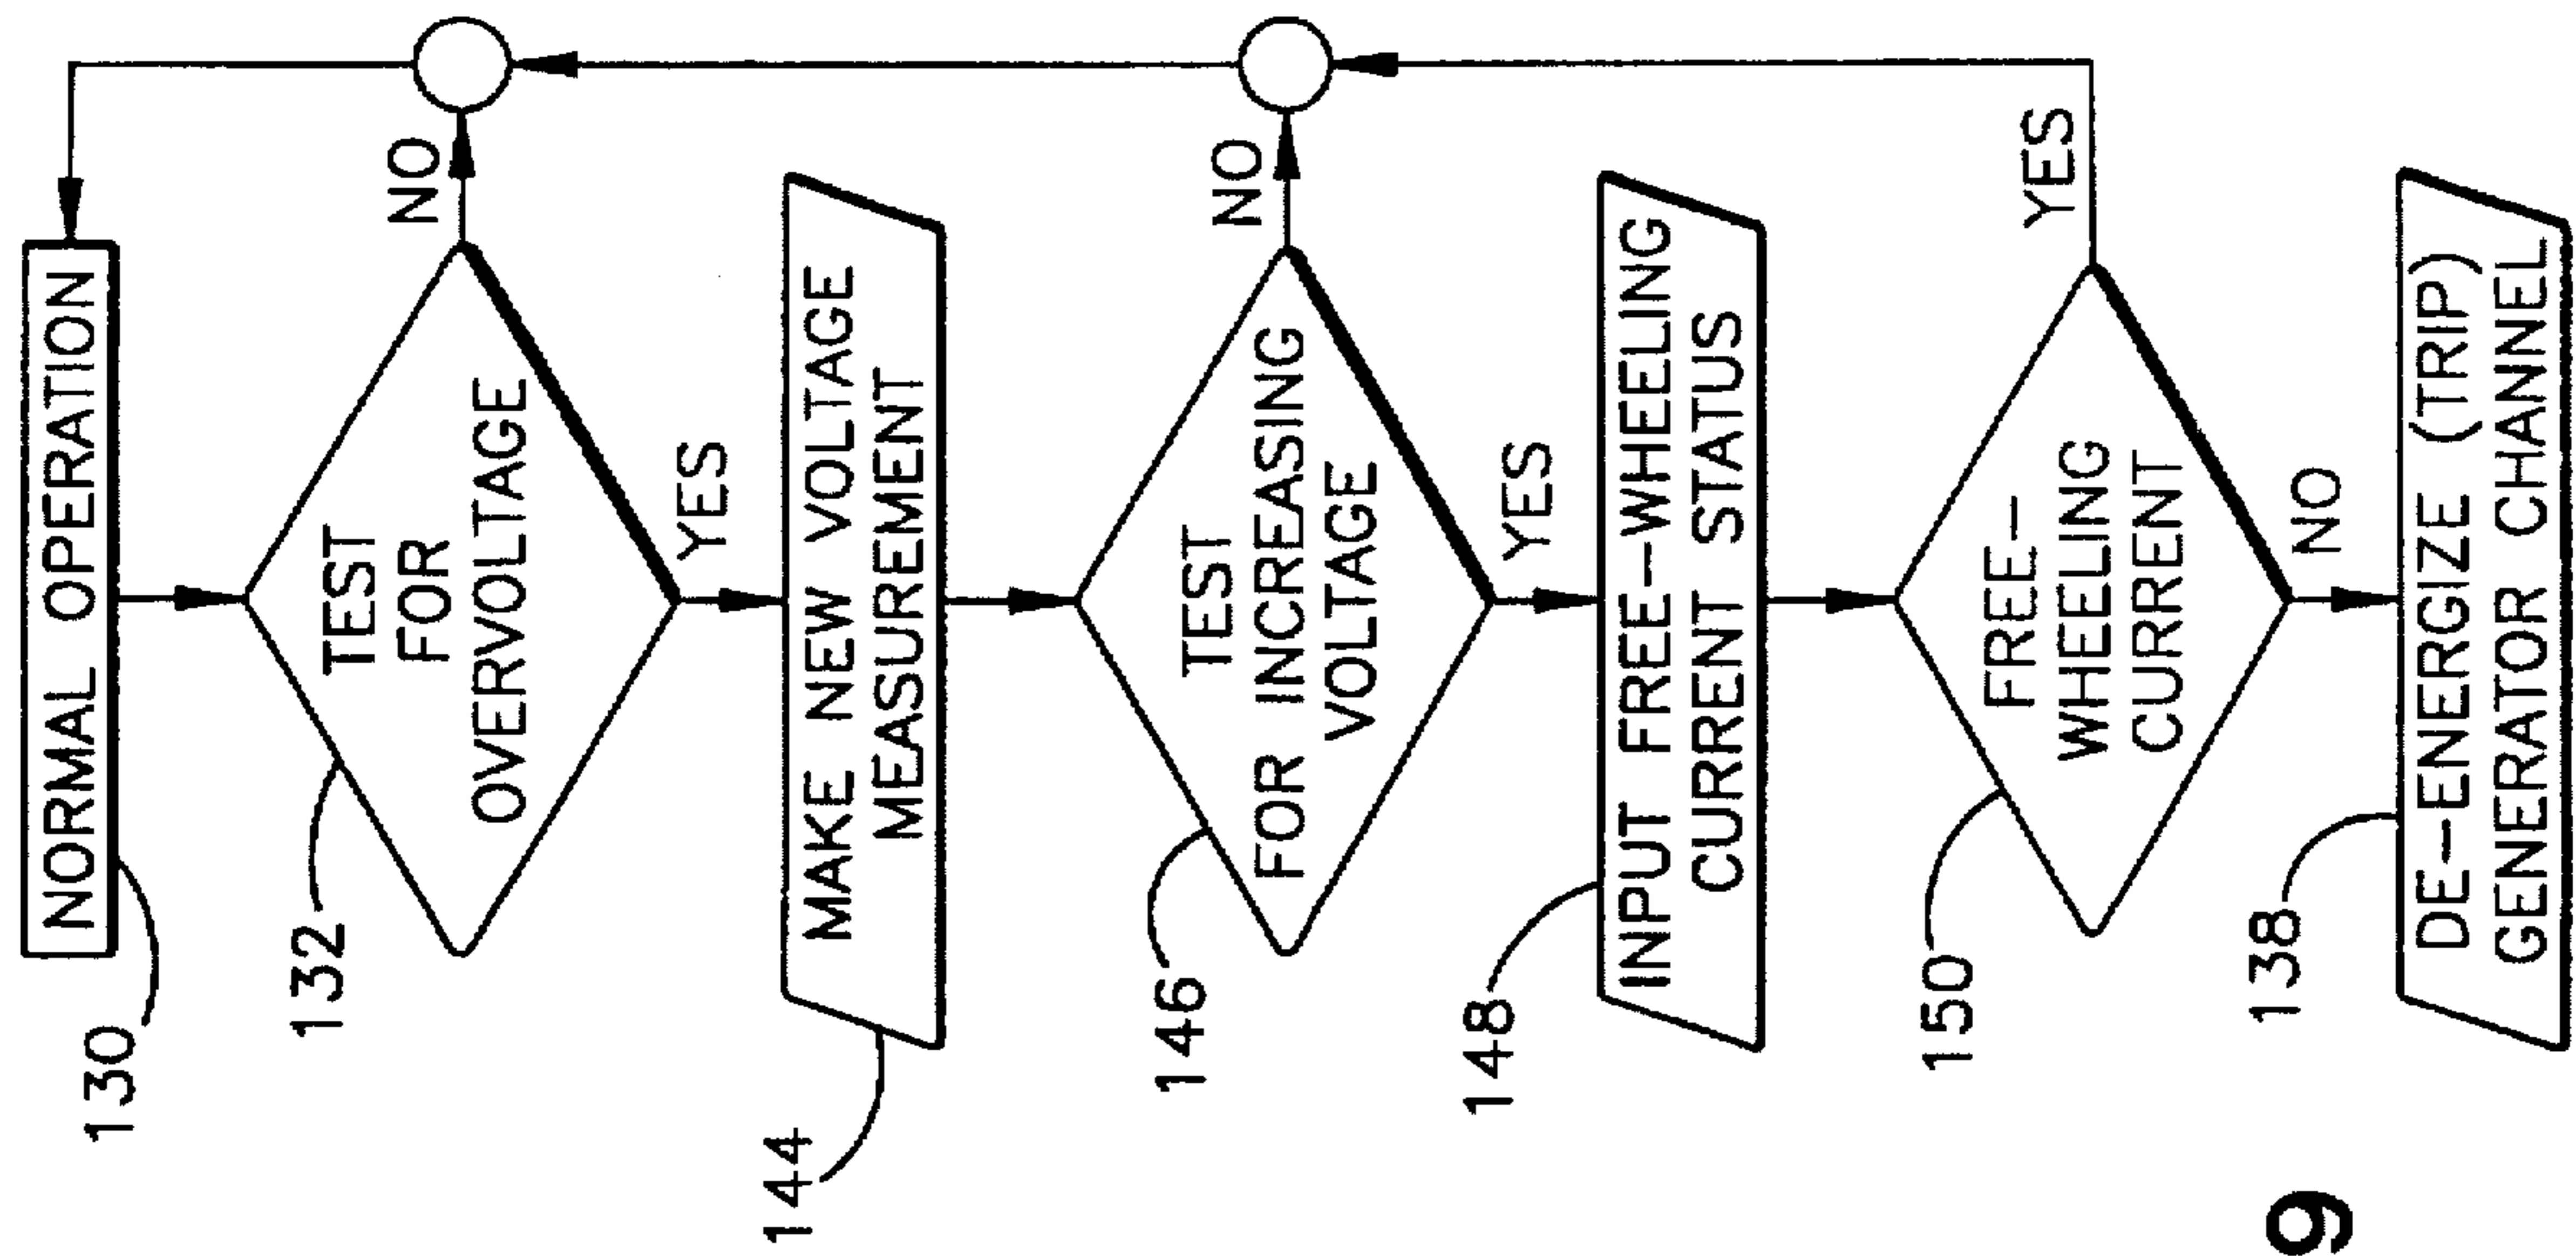 NORMAL OPERATION
130
TEST
FOR
OVERVOLTAGE
132
NO
YES
MAKE NEW VOLTAGE
MEASUREMENT
144
TEST
FOR INCREASING
VOLTAGE
146
NO
YES
INPUT FREE-WHEELING
CURRENT STATUS
148
FREE-
WHEELING
CURRENT
150
YES
NO
DE-ENERGIZE (TRIP)
GENERATOR CHANNEL
138
9